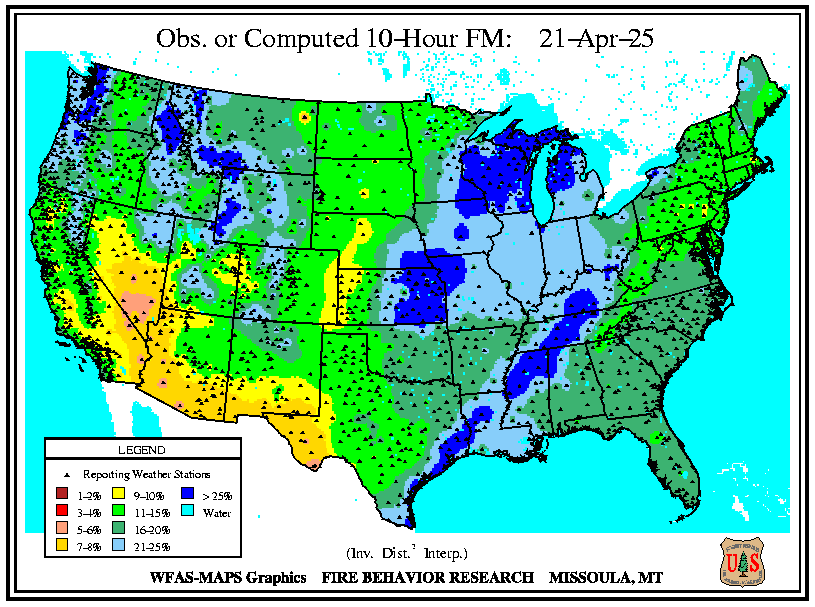 Obs. or Computed 10-Hour FM: 21-Apr-25
LEGEND
Reporting Weather Stations
1-2% 9-10% > 25%
3-4% 11-15% Water
5-6% 16-20%
7-8% 21-25%
(Inv. Dist.² Interp.)
WFAS-MAPS Graphics FIRE BEHAVIOR RESEARCH MISSOULA, MT
U S